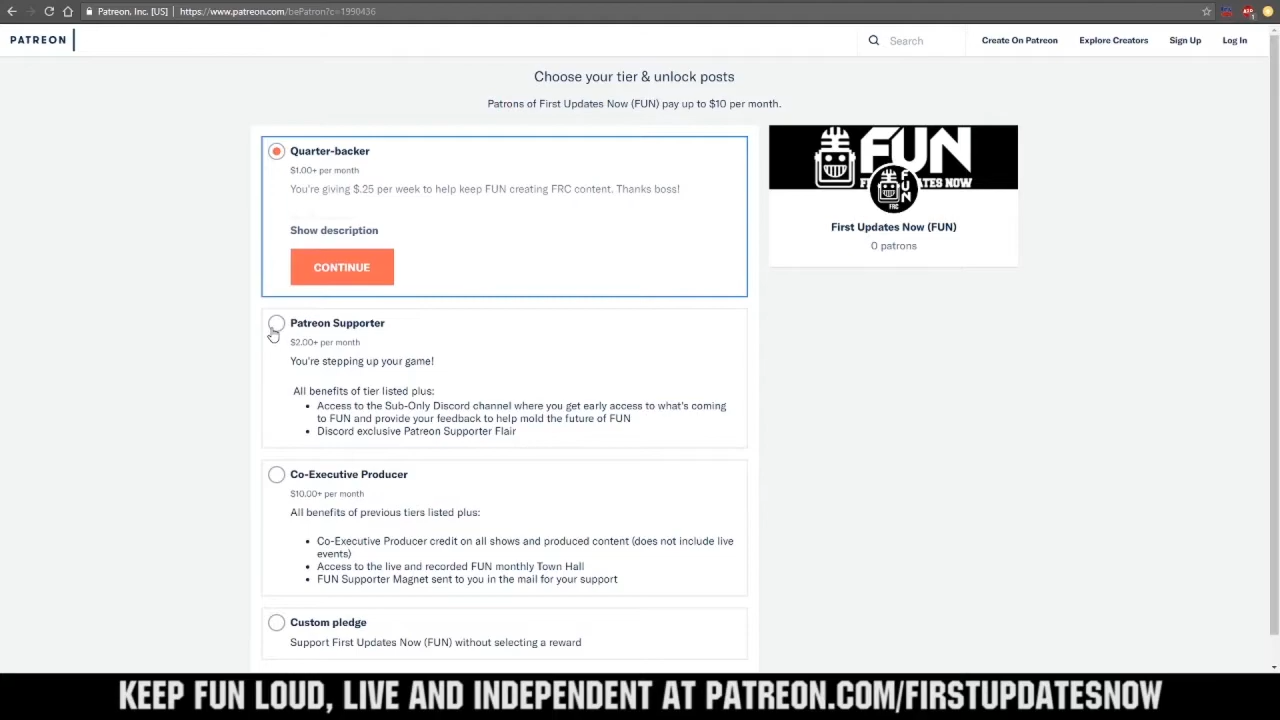 Patreon, Inc. [US] | https://www.patreon.com/bePatron?c=1990436
PATREON
Search
Create On Patreon
Explore Creators
Sign Up
Log In
Choose your tier & unlock posts
Patrons of First Updates Now (FUN) pay up to $10 per month.
Quarter-backer
$1.00+ per month
You're giving $.25 per week to help keep FUN creating FRC content. Thanks boss!
Show description
CONTINUE
FUN
FUN
FRC
First Updates Now (FUN)
0 patrons
Patreon Supporter
$2.00+ per month
You're stepping up your game!
All benefits of tier listed plus:
• Access to the Sub-Only Discord channel where you get early access to what's coming
to FUN and provide your feedback to help mold the future of FUN
• Discord exclusive Patreon Supporter Flair
Co-Executive Producer
$10.00+ per month
All benefits of previous tiers listed plus:
• Co-Executive Producer credit on all shows and produced content (does not include live
events)
• Access to the live and recorded FUN monthly Town Hall
• FUN Supporter Magnet sent to you in the mail for your support
Custom pledge
Support First Updates Now (FUN) without selecting a reward
KEEP FUN LOUD, LIVE AND INDEPENDENT AT PATREON.COM/FIRSTUPDATESNOW